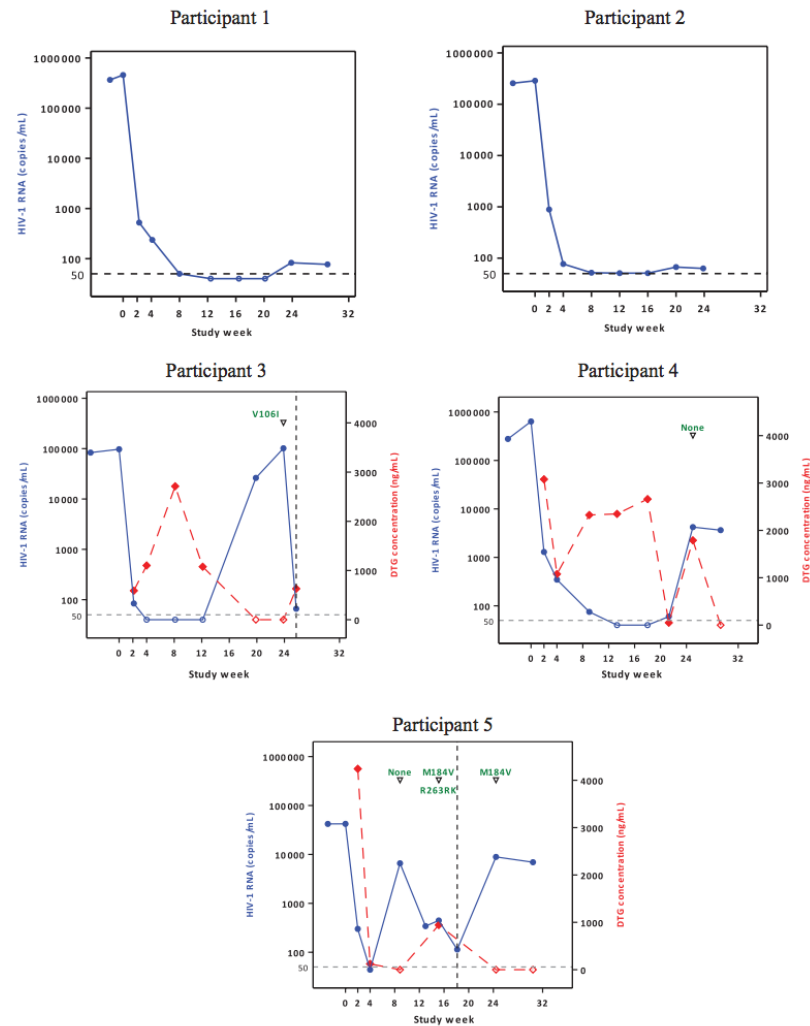 Participant 1
HIV-1 RNA (copies/mL)
1000000
100000
10000
1000
100
50
0 2 4 8 12 16 20 24 32
Study week
Participant 2
HIV-1 RNA (copies/mL)
1000000
100000
10000
1000
100
50
0 2 4 8 12 16 20 24 32
Study week
Participant 3
HIV-1 RNA (copies/mL)
1000000
100000
10000
1000
100
50
V106I
4000
3000
2000
1000
0
DTG concentration (ng/mL)
0 2 4 8 12 16 20 24 32
Study week
Participant 4
HIV-1 RNA (copies/mL)
1000000
100000
10000
1000
100
50
None
4000
3000
2000
1000
0
DTG concentration (ng/mL)
0 2 4 8 12 16 20 24 32
Study week
Participant 5
HIV-1 RNA (copies/mL)
1000000
100000
10000
1000
100
50
None M184V M184V
R263RK
4000
3000
2000
1000
0
DTG concentration (ng/mL)
0 2 4 8 12 16 20 24 32
Study week